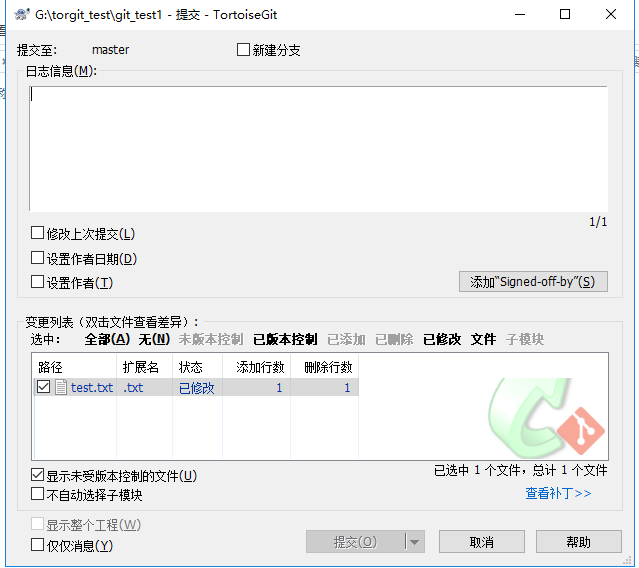 G:\torgit_test\git_test1 - 提交 - TortoiseGit
提交至: master 新建分支
日志信息(M):
1/1
修改上次提交(L)
设置作者日期(D)
设置作者(T) 添加“Signed-off-by”(S)
变更列表（双击文件查看差异）:
选中: 全部(A) 无(N) 未版本控制 已版本控制 已添加 已删除 已修改 文件 子模块
路径 扩展名 状态 添加行数 删除行数
test.txt .txt 已修改 1 1
显示未受版本控制的文件(U) 已选中 1 个文件，总计 1 个文件
不自动选择子模块 查看补丁>>
显示整个工程(W)
仅仅消息(Y) 提交(O) 取消 帮助